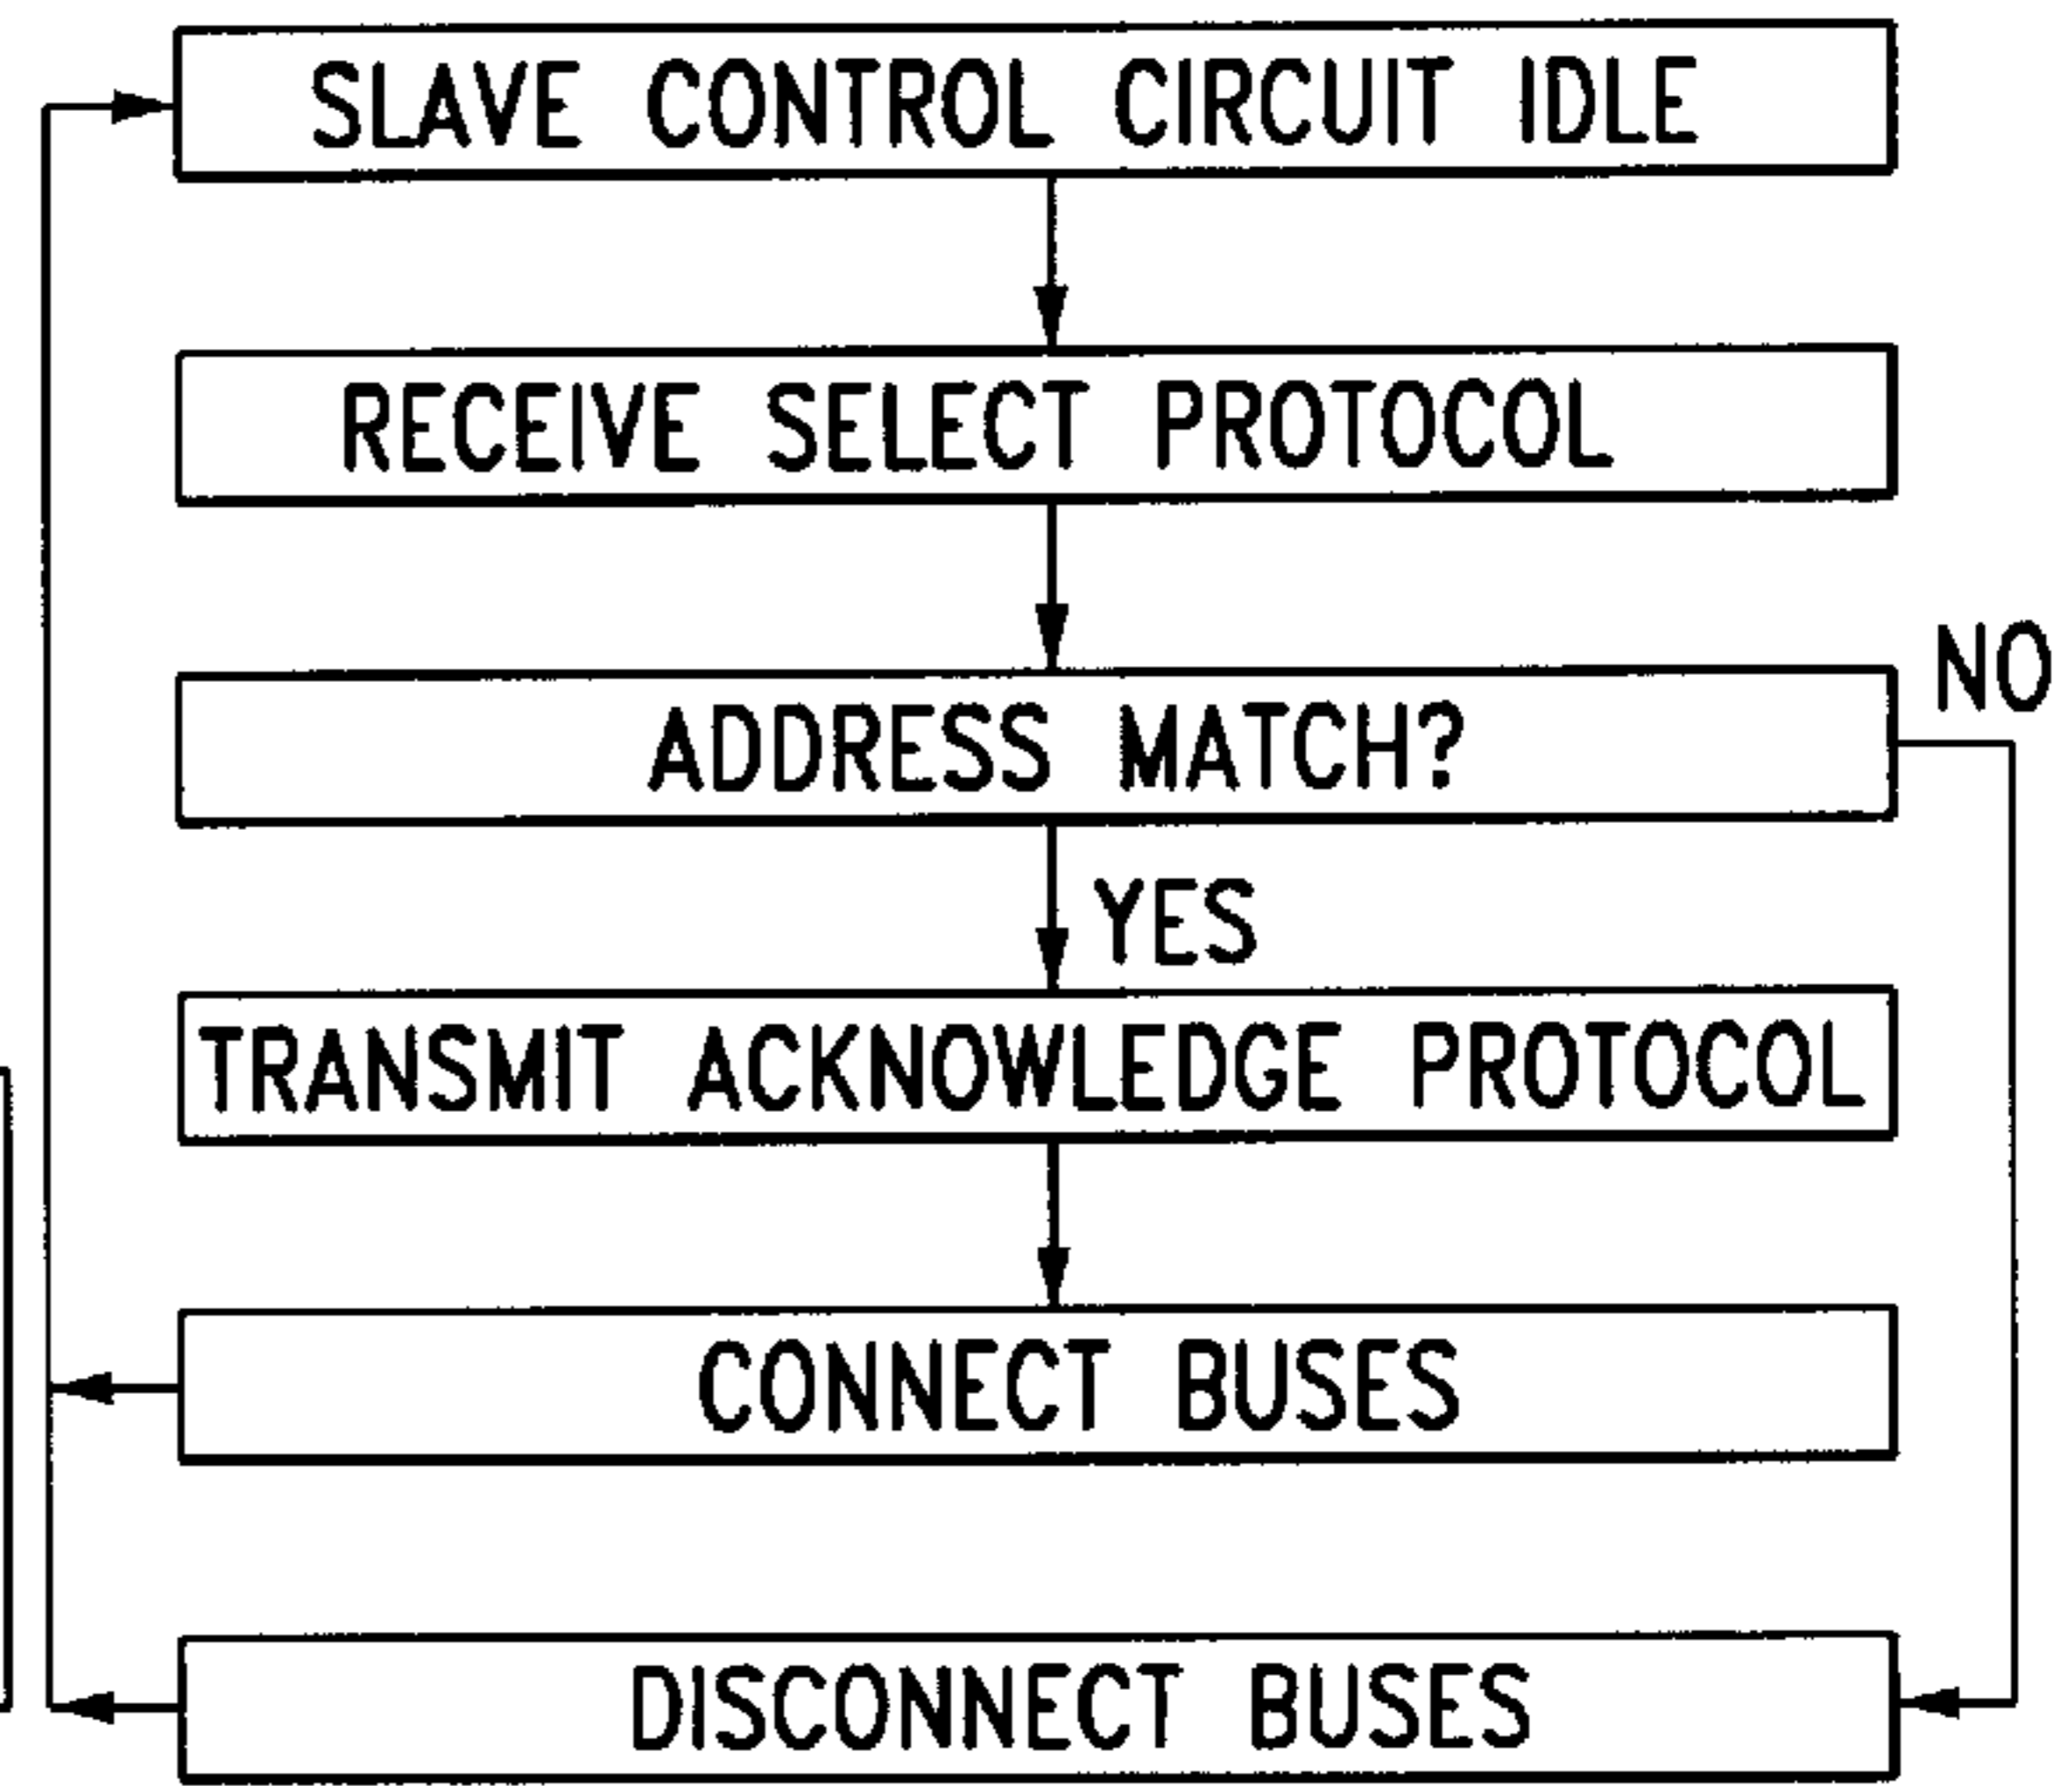 SLAVE CONTROL CIRCUIT IDLE
RECEIVE SELECT PROTOCOL
ADDRESS MATCH?
NO
YES
TRANSMIT ACKNOWLEDGE PROTOCOL
CONNECT BUSES
DISCONNECT BUSES